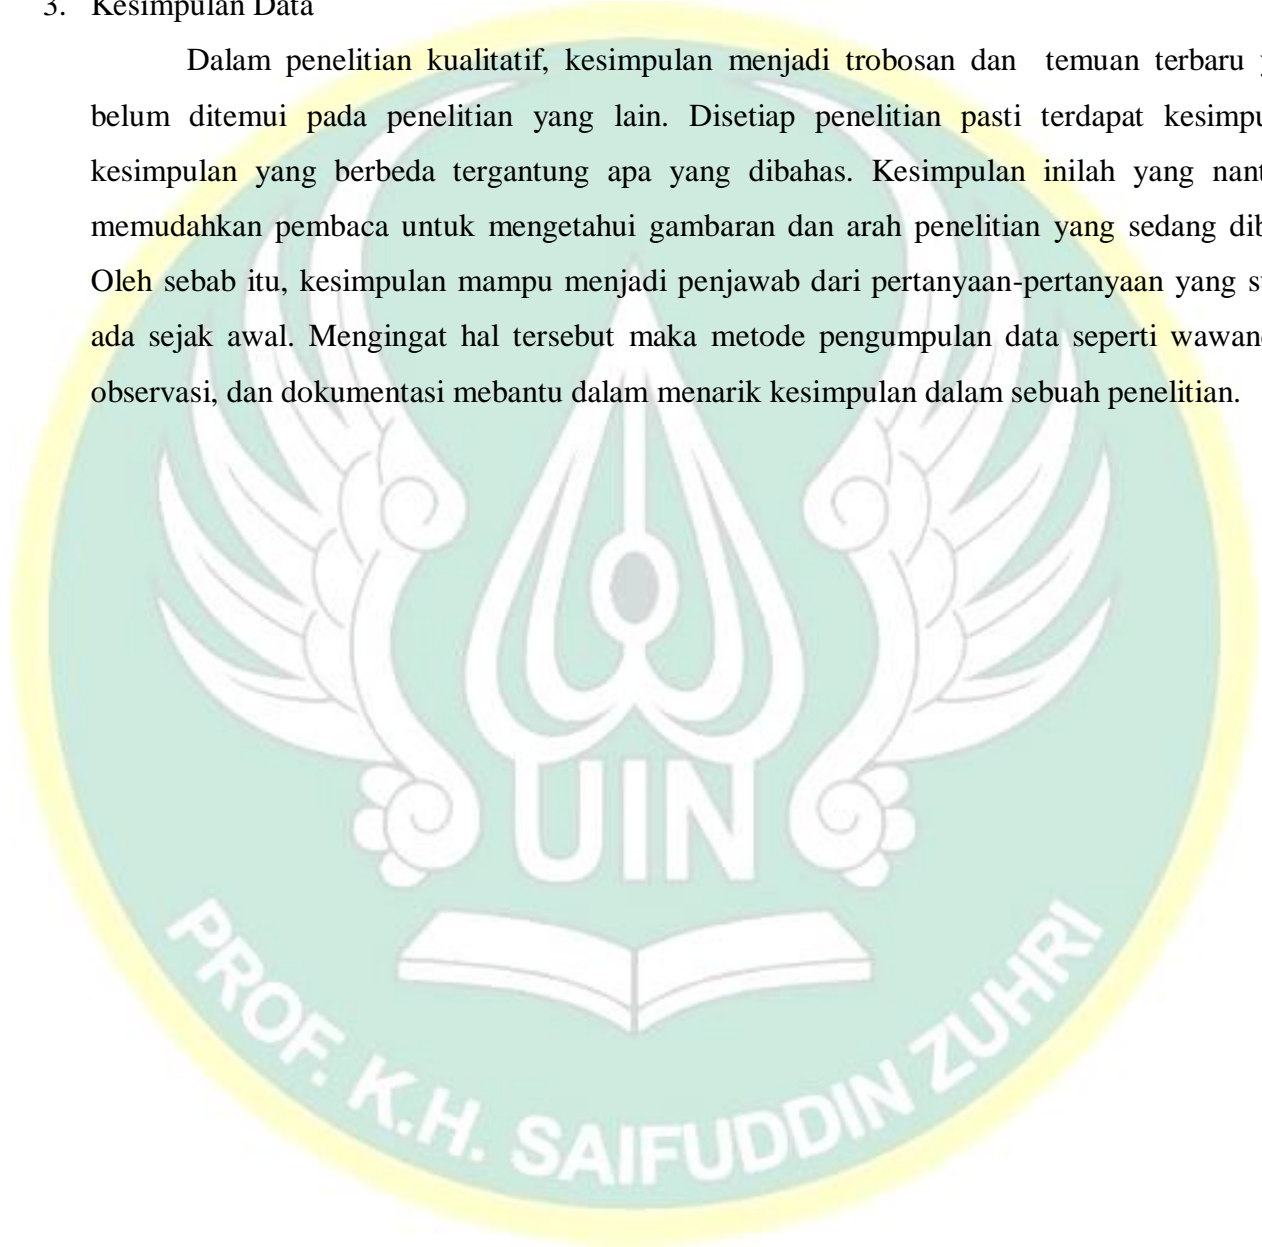 3. Kesimpulan Data
Dalam penelitian kualitatif, kesimpulan menjadi trobosan dan temuan terbaru
belum ditemui pada penelitian yang lain. Disetiap penelitian pasti terdapat kesimpu
kesimpulan yang berbeda tergantung apa yang dibahas. Kesimpulan inilah yang nant
memudahkan pembaca untuk mengetahui gambaran dan arah penelitian yang sedang dib
Oleh sebab itu, kesimpulan mampu menjadi penjawab dari pertanyaan-pertanyaan yang
ada sejak awal. Mengingat hal tersebut maka metode pengumpulan data seperti wawan
observasi, dan dokumentasi mebantu dalam menarik kesimpulan dalam sebuah penelitian.
UIN
PROF. K.H. SAIFUDDIN ZUHRI